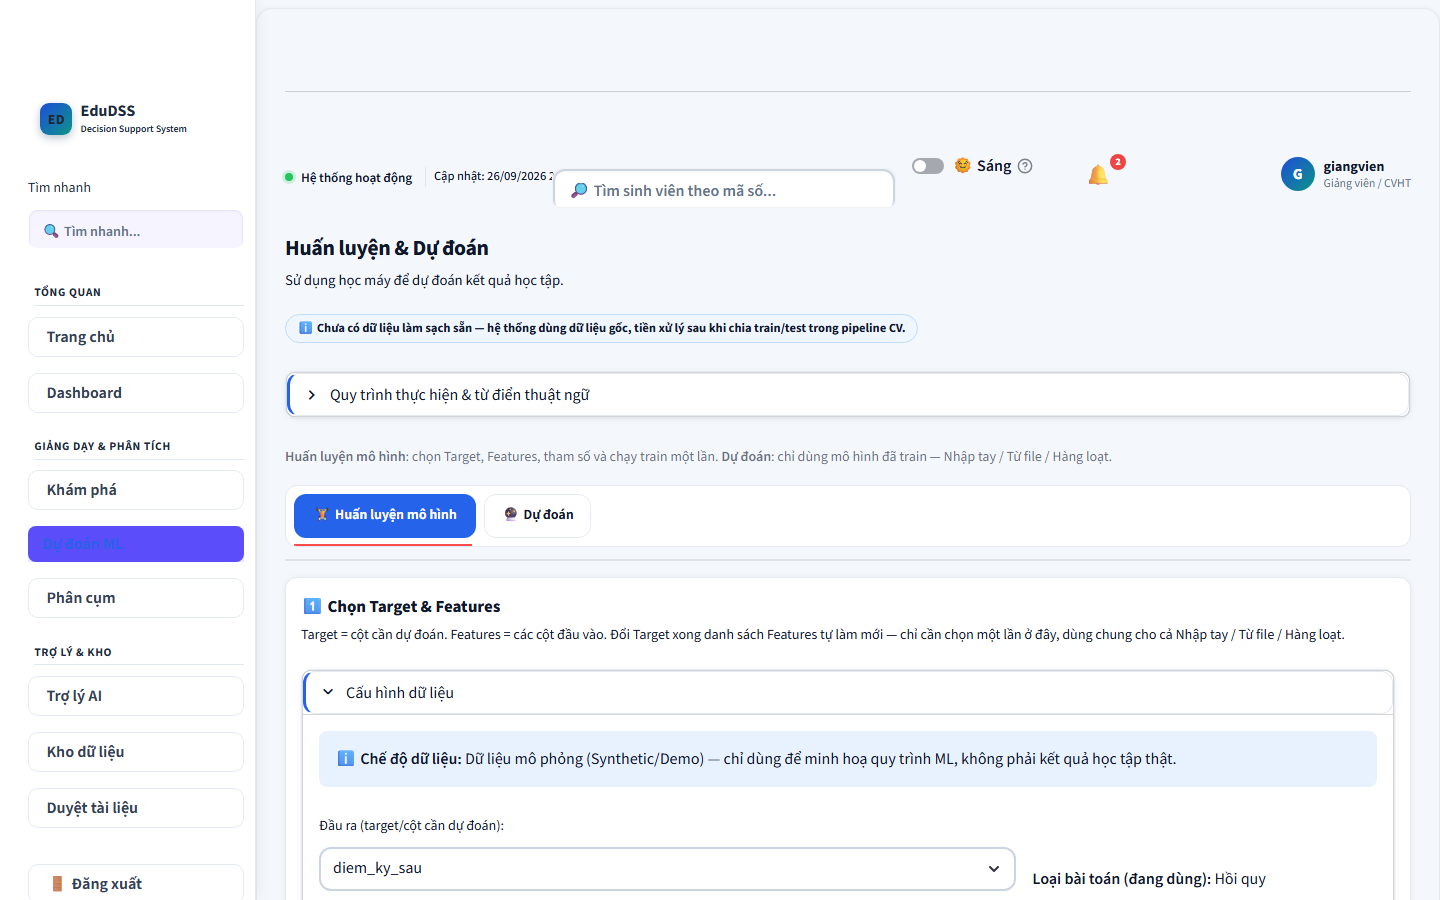 ED
EduDSS
Decision Support System
Tìm nhanh
Tìm nhanh...
TỔNG QUAN
Trang chủ
Dashboard
GIẢNG DẠY & PHÂN TÍCH
Khám phá
Dự đoán ML
Phân cụm
TRỢ LÝ & KHO
Trợ lý AI
Kho dữ liệu
Duyệt tài liệu
Đăng xuất
Hệ thống hoạt động
Cập nhật: 26/09/2026
Tìm sinh viên theo mã số...
Sáng
2
G
giangvien
Giảng viên / CVHT
Huấn luyện & Dự đoán
Sử dụng học máy để dự đoán kết quả học tập.
Chưa có dữ liệu làm sạch sẵn — hệ thống dùng dữ liệu gốc, tiền xử lý sau khi chia train/test trong pipeline CV.
Quy trình thực hiện & từ điển thuật ngữ
Huấn luyện mô hình: chọn Target, Features, tham số và chạy train một lần. Dự đoán: chỉ dùng mô hình đã train — Nhập tay / Từ file / Hàng loạt.
Huấn luyện mô hình
Dự đoán
1 Chọn Target & Features
Target = cột cần dự đoán. Features = các cột đầu vào. Đổi Target xong danh sách Features tự làm mới — chỉ cần chọn một lần ở đây, dùng chung cho cả Nhập tay / Từ file / Hàng loạt.
Cấu hình dữ liệu
Chế độ dữ liệu: Dữ liệu mô phỏng (Synthetic/Demo) — chỉ dùng để minh hoạ quy trình ML, không phải kết quả học tập thật.
Đầu ra (target/cột cần dự đoán):
diem_ky_sau
Loại bài toán (đang dùng): Hồi quy